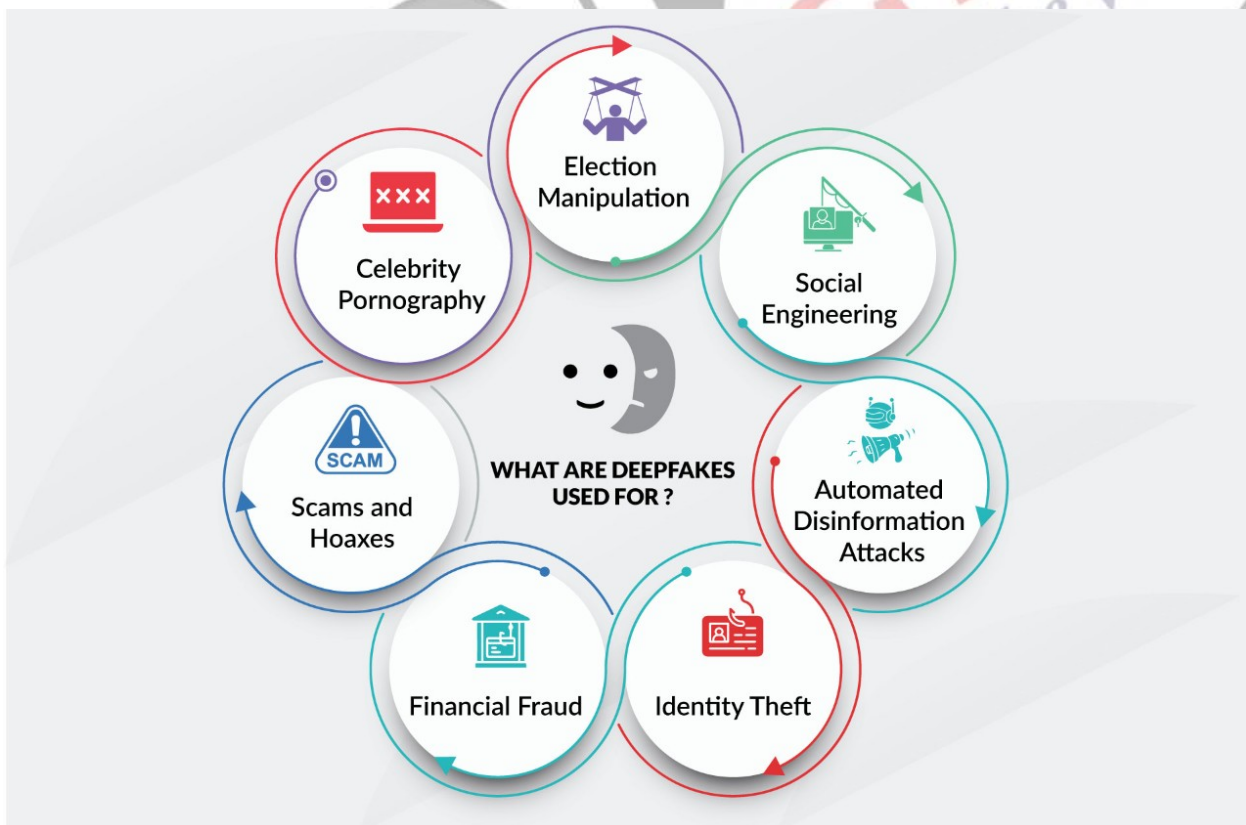 Election
Manipulation
Social
Engineering
Automated
Disinformation
Attacks
Identity Theft
Financial Fraud
SCAM
Scams and
Hoaxes
XXX
Celebrity
Pornography
WHAT ARE DEEPFAKES
USED FOR ?